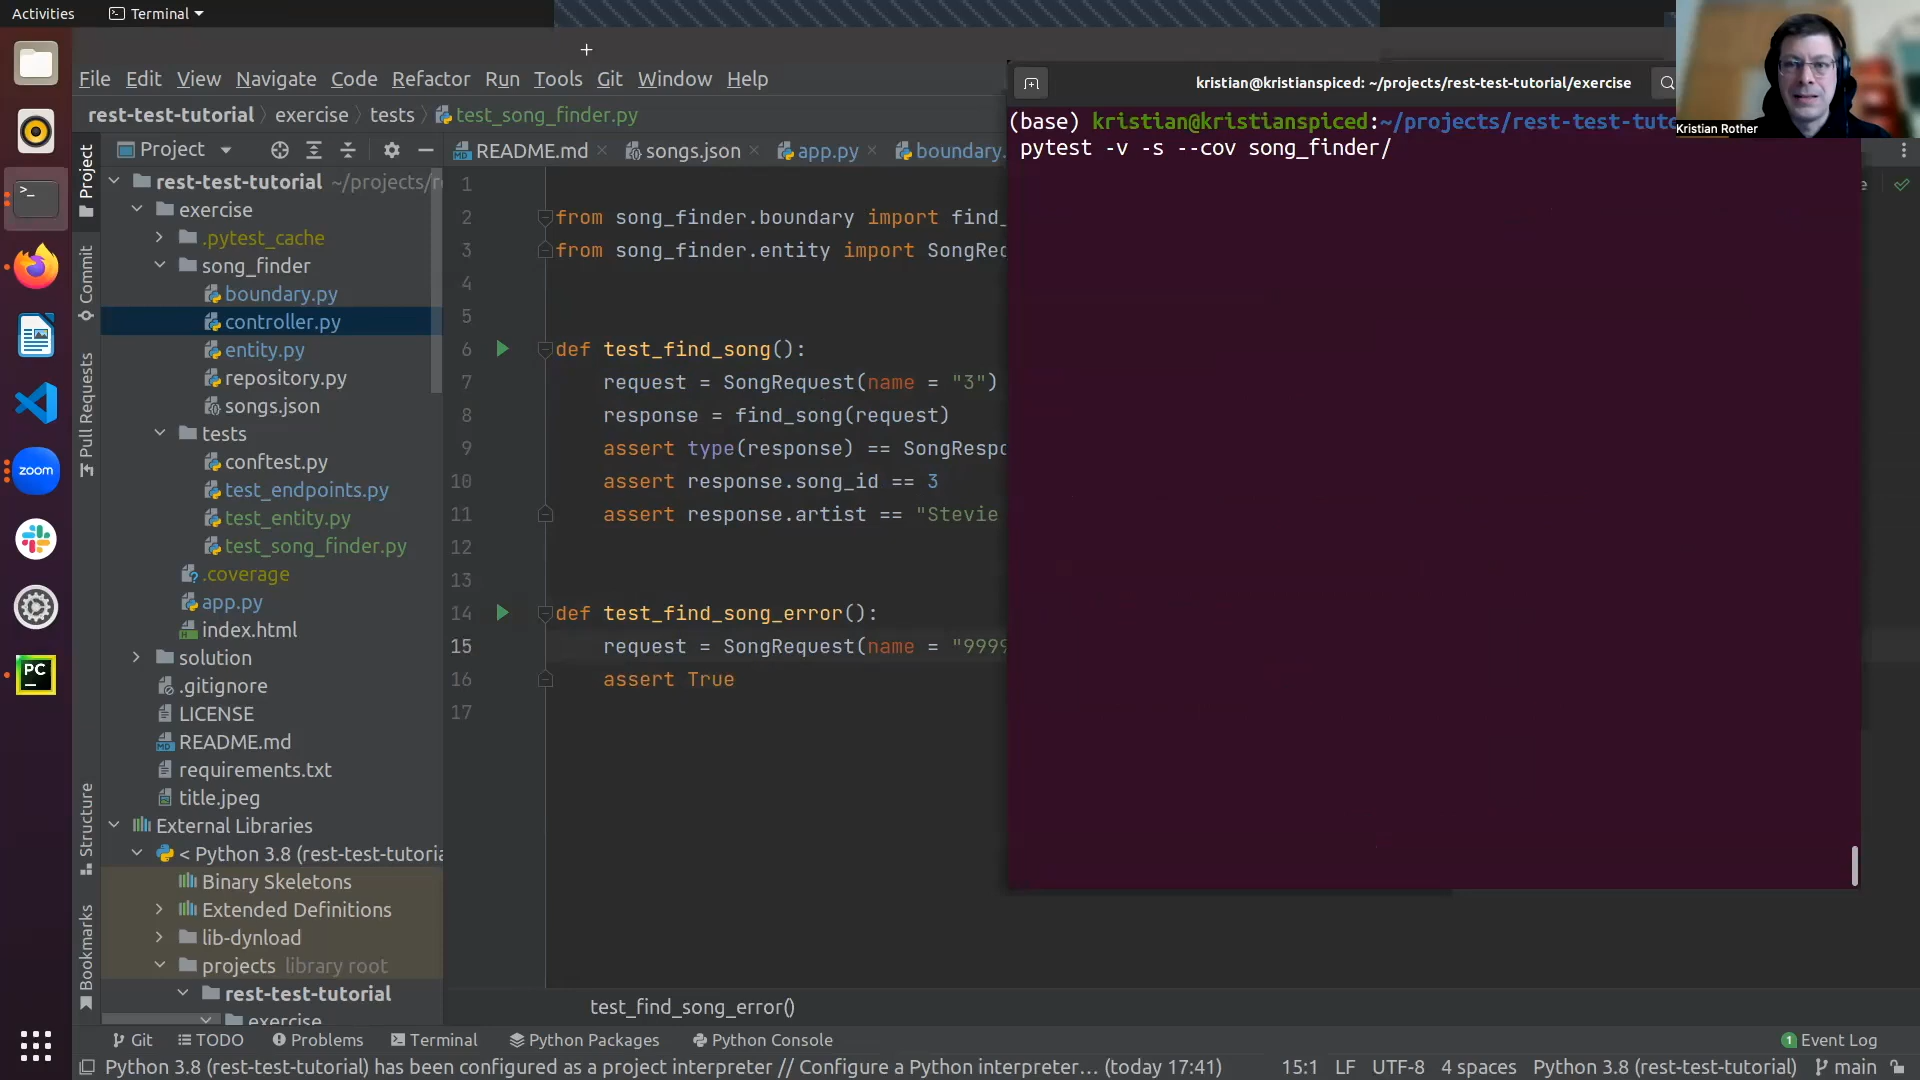 Activities
Terminal
File Edit View Navigate Code Refactor Run Tools Git Window Help
kristian@kristianspiced: ~/projects/rest-test-tutorial/exercise
Kristian Rother
rest-test-tutorial exercise tests test_song_finder.py
Project
README.md songs.json app.py boundary.
(base) kristian@kristianspiced:~/projects/rest-test-tuto
pytest -v -s --cov song_finder/
Project
Commit
Pull Requests
Structure
Bookmarks
rest-test-tutorial ~/projects/r
exercise
.pytest_cache
song_finder
boundary.py
controller.py
entity.py
repository.py
songs.json
tests
conftest.py
test_endpoints.py
test_entity.py
test_song_finder.py
.coverage
app.py
index.html
solution
.gitignore
LICENSE
README.md
requirements.txt
title.jpeg
External Libraries
< Python 3.8 (rest-test-tutoria
Binary Skeletons
Extended Definitions
lib-dynload
projects library root
rest-test-tutorial
exercise
zoom
PC
1
2 from song_finder.boundary import find_
3 from song_finder.entity import SongReq
4
5
6 def test_find_song():
7 request = SongRequest(name = "3")
8 response = find_song(request)
9 assert type(response) == SongRespo
10 assert response.song_id == 3
11 assert response.artist == "Stevie
12
13
14 def test_find_song_error():
15 request = SongRequest(name = "9999
16 assert True
17
test_find_song_error()
Git TODO Problems Terminal Python Packages Python Console 1 Event Log
Python 3.8 (rest-test-tutorial) has been configured as a project interpreter // Configure a Python interpreter... (today 17:41) 15:1 LF UTF-8 4 spaces Python 3.8 (rest-test-tutorial) main